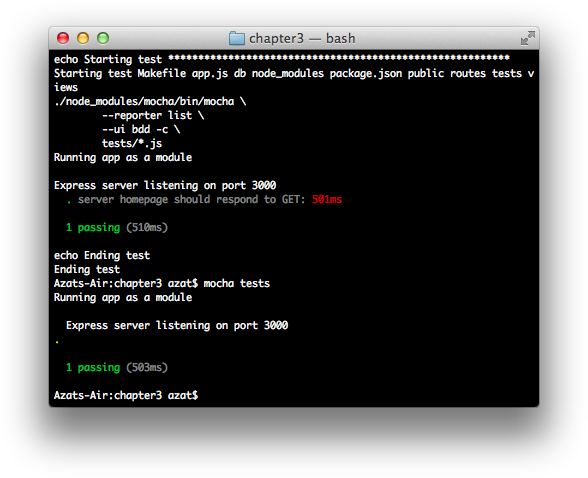 chapter3 — bash
echo Starting test *********************************************************
Starting test Makefile app.js db node_modules package.json public routes tests v
iews
./node_modules/mocha/bin/mocha \
--reporter list \
--ui bdd -c \
tests/*.js
Running app as a module
Express server listening on port 3000
. server homepage should respond to GET: 501ms
1 passing (510ms)
echo Ending test
Ending test
Azats-Air:chapter3 azat$ mocha tests
Running app as a module
Express server listening on port 3000
.
1 passing (503ms)
Azats-Air:chapter3 azat$